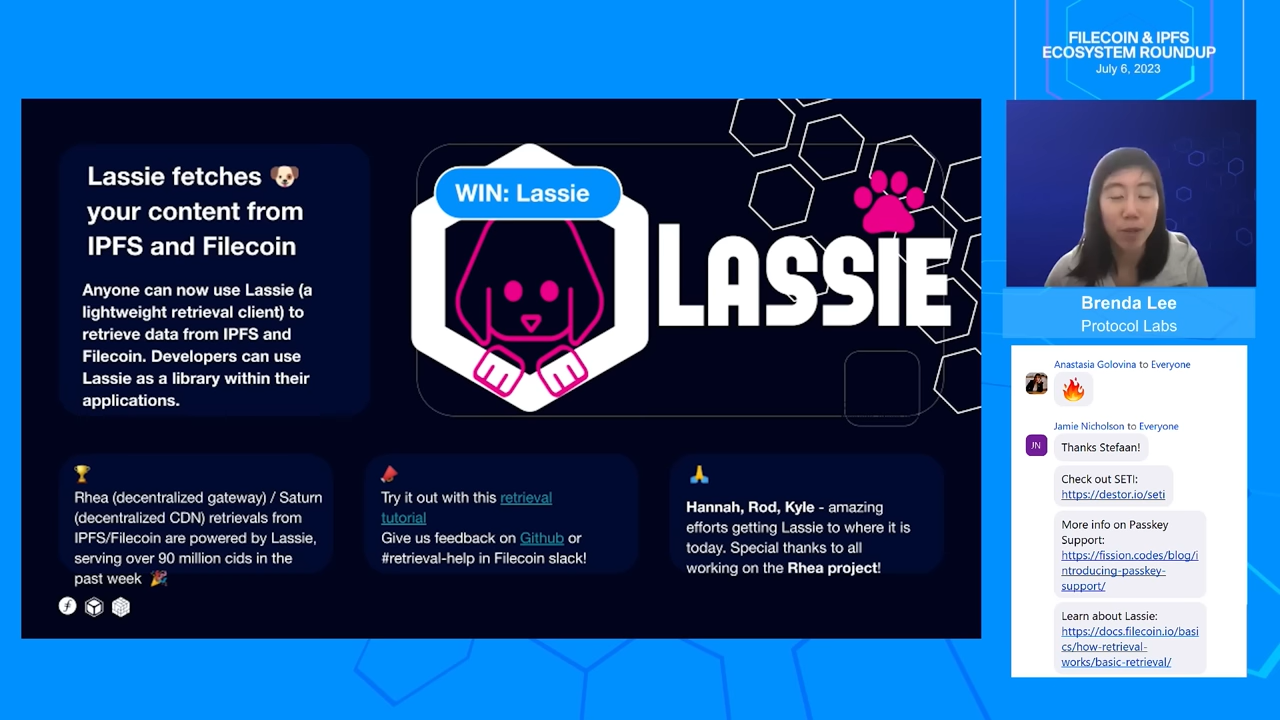 FILECOIN & IPFS
ECOSYSTEM ROUNDUP
July 6, 2023
Lassie fetches 🐶
your content from
IPFS and Filecoin
Anyone can now use Lassie (a
lightweight retrieval client) to
retrieve data from IPFS and
Filecoin. Developers can use
Lassie as a library within their
applications.
WIN: Lassie
LASSIE
🏆
Rhea (decentralized gateway) / Saturn
(decentralized CDN) retrievals from
IPFS/Filecoin are powered by Lassie,
serving over 90 million cids in the
past week 🎉
📣
Try it out with this retrieval
tutorial
Give us feedback on Github or
#retrieval-help in Filecoin slack!
🙏
Hannah, Rod, Kyle - amazing
efforts getting Lassie to where it is
today. Special thanks to all
working on the Rhea project!
Brenda Lee
Protocol Labs
Anastasia Golovina to Everyone
🔥
Jamie Nicholson to Everyone
JN
Thanks Stefaan!
Check out SETI:
https://destor.io/seti
More info on Passkey
Support:
https://fission.codes/blog/i
ntroducing-passkey-
support/
Learn about Lassie:
https://docs.filecoin.io/basi
cs/how-retrieval-
works/basic-retrieval/